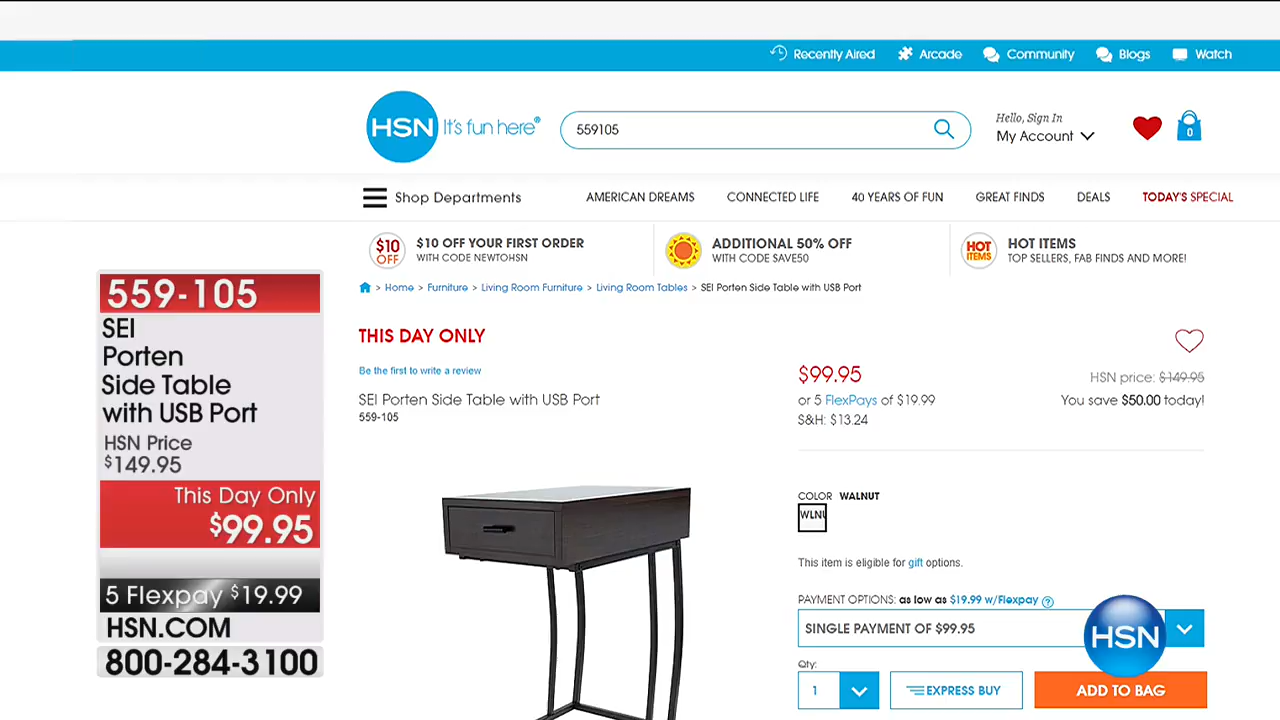 Recently Aired Arcade Community Blogs Watch
HSN It's fun here®
559105
Hello, Sign In
My Account
0
Shop Departments AMERICAN DREAMS CONNECTED LIFE 40 YEARS OF FUN GREAT FINDS DEALS TODAY'S SPECIAL
$10 OFF
$10 OFF YOUR FIRST ORDER
WITH CODE NEWTOHSN
ADDITIONAL 50% OFF
WITH CODE SAVE50
HOT ITEMS
HOT ITEMS
TOP SELLERS, FAB FINDS AND MORE!
> Home > Furniture > Living Room Furniture > Living Room Tables > SEI Porten Side Table with USB Port
559-105
SEI
Porten
Side Table
with USB Port
HSN Price
$149.95
This Day Only
$99.95
5 Flexpay $19.99
HSN.COM
800-284-3100
THIS DAY ONLY
Be the first to write a review
SEI Porten Side Table with USB Port
559-105
$99.95
HSN price: $149.95
or 5 FlexPays of $19.99
You save $50.00 today!
S&H: $13.24
COLOR WALNUT
WLNU
This item is eligible for gift options.
PAYMENT OPTIONS: as low as $19.99 w/Flexpay ?
SINGLE PAYMENT OF $99.95
HSN
Qty:
1
EXPRESS BUY
ADD TO BAG